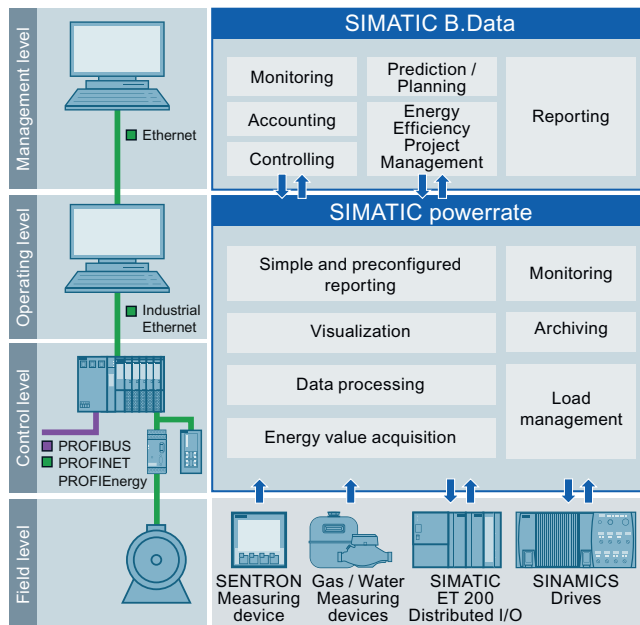 Management level
Ethernet
SIMATIC B.Data
Monitoring
Accounting
Controlling
Prediction /
Planning
Energy
Efficiency
Project
Management
Reporting
Operating level
Industrial
Ethernet
SIMATIC powerrate
Simple and preconfigured
reporting
Visualization
Data processing
Energy value acquisition
Monitoring
Archiving
Load
management
Control level
PROFIBUS
PROFINET
PROFIEnergy
Field level
SENTRON
Measuring
device
Gas / Water
Measuring
devices
SIMATIC
ET 200
Distributed I/O
SINAMICS
Drives